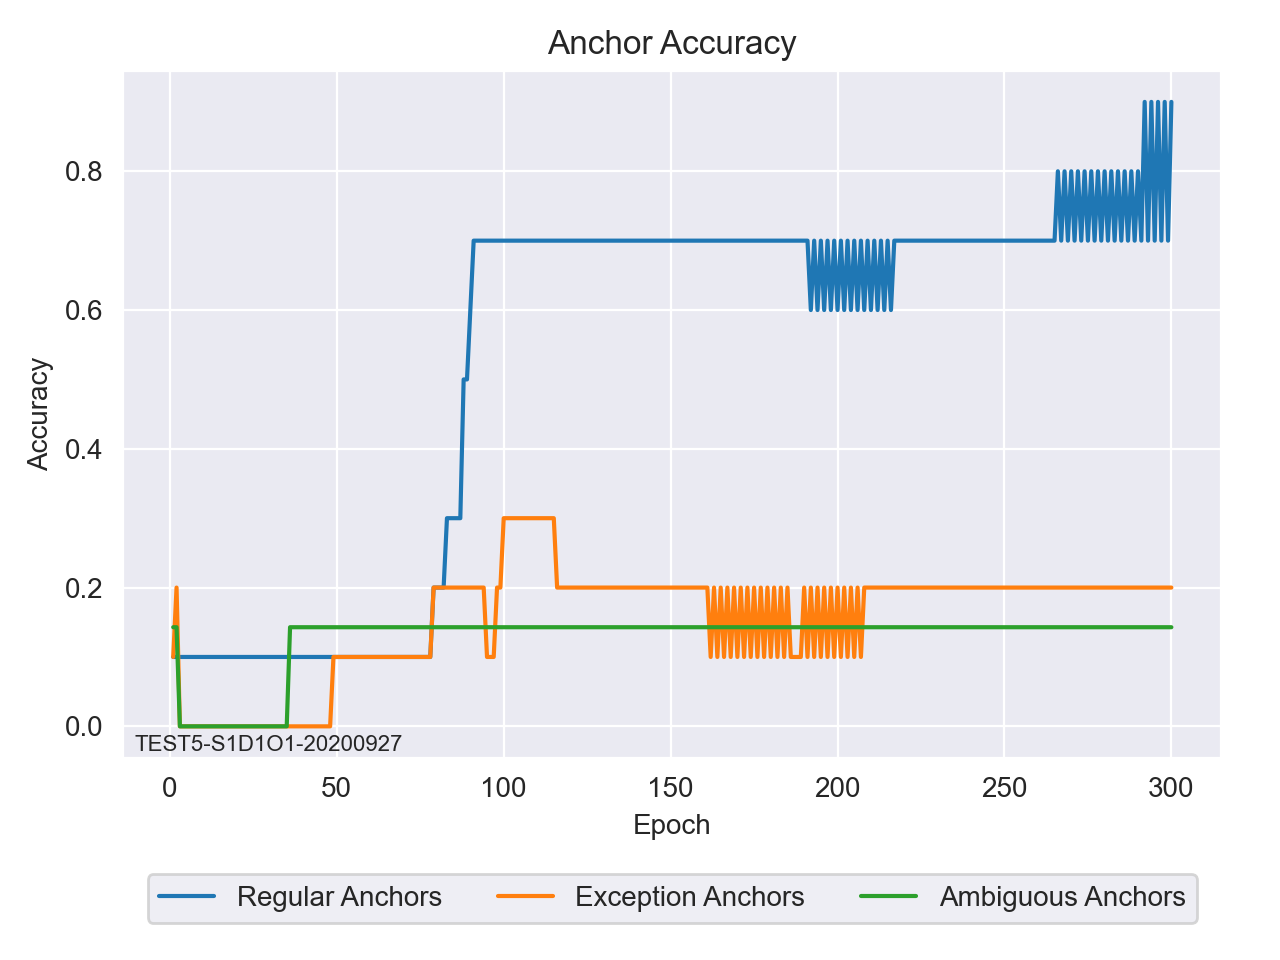 Anchor Accuracy
Accuracy
0.8
0.6
0.4
0.2
0.0
TEST5-S1D1O1-20200927
0 50 100 150 200 250 300
Epoch
Regular Anchors Exception Anchors Ambiguous Anchors